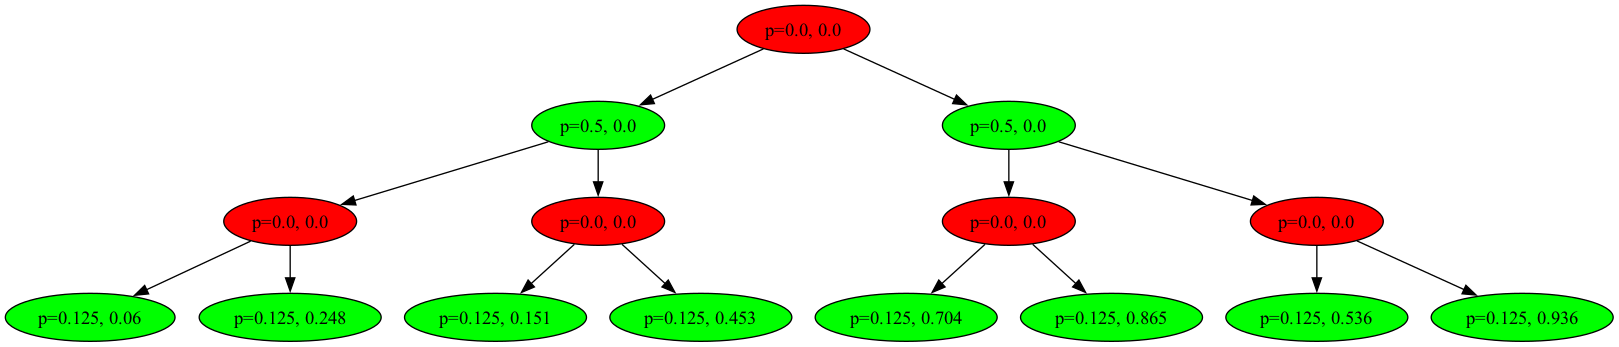 p=0.0, 0.0
p=0.5, 0.0
p=0.5, 0.0
p=0.0, 0.0
p=0.0, 0.0
p=0.0, 0.0
p=0.0, 0.0
p=0.125, 0.06
p=0.125, 0.248
p=0.125, 0.151
p=0.125, 0.453
p=0.125, 0.704
p=0.125, 0.865
p=0.125, 0.536
p=0.125, 0.936